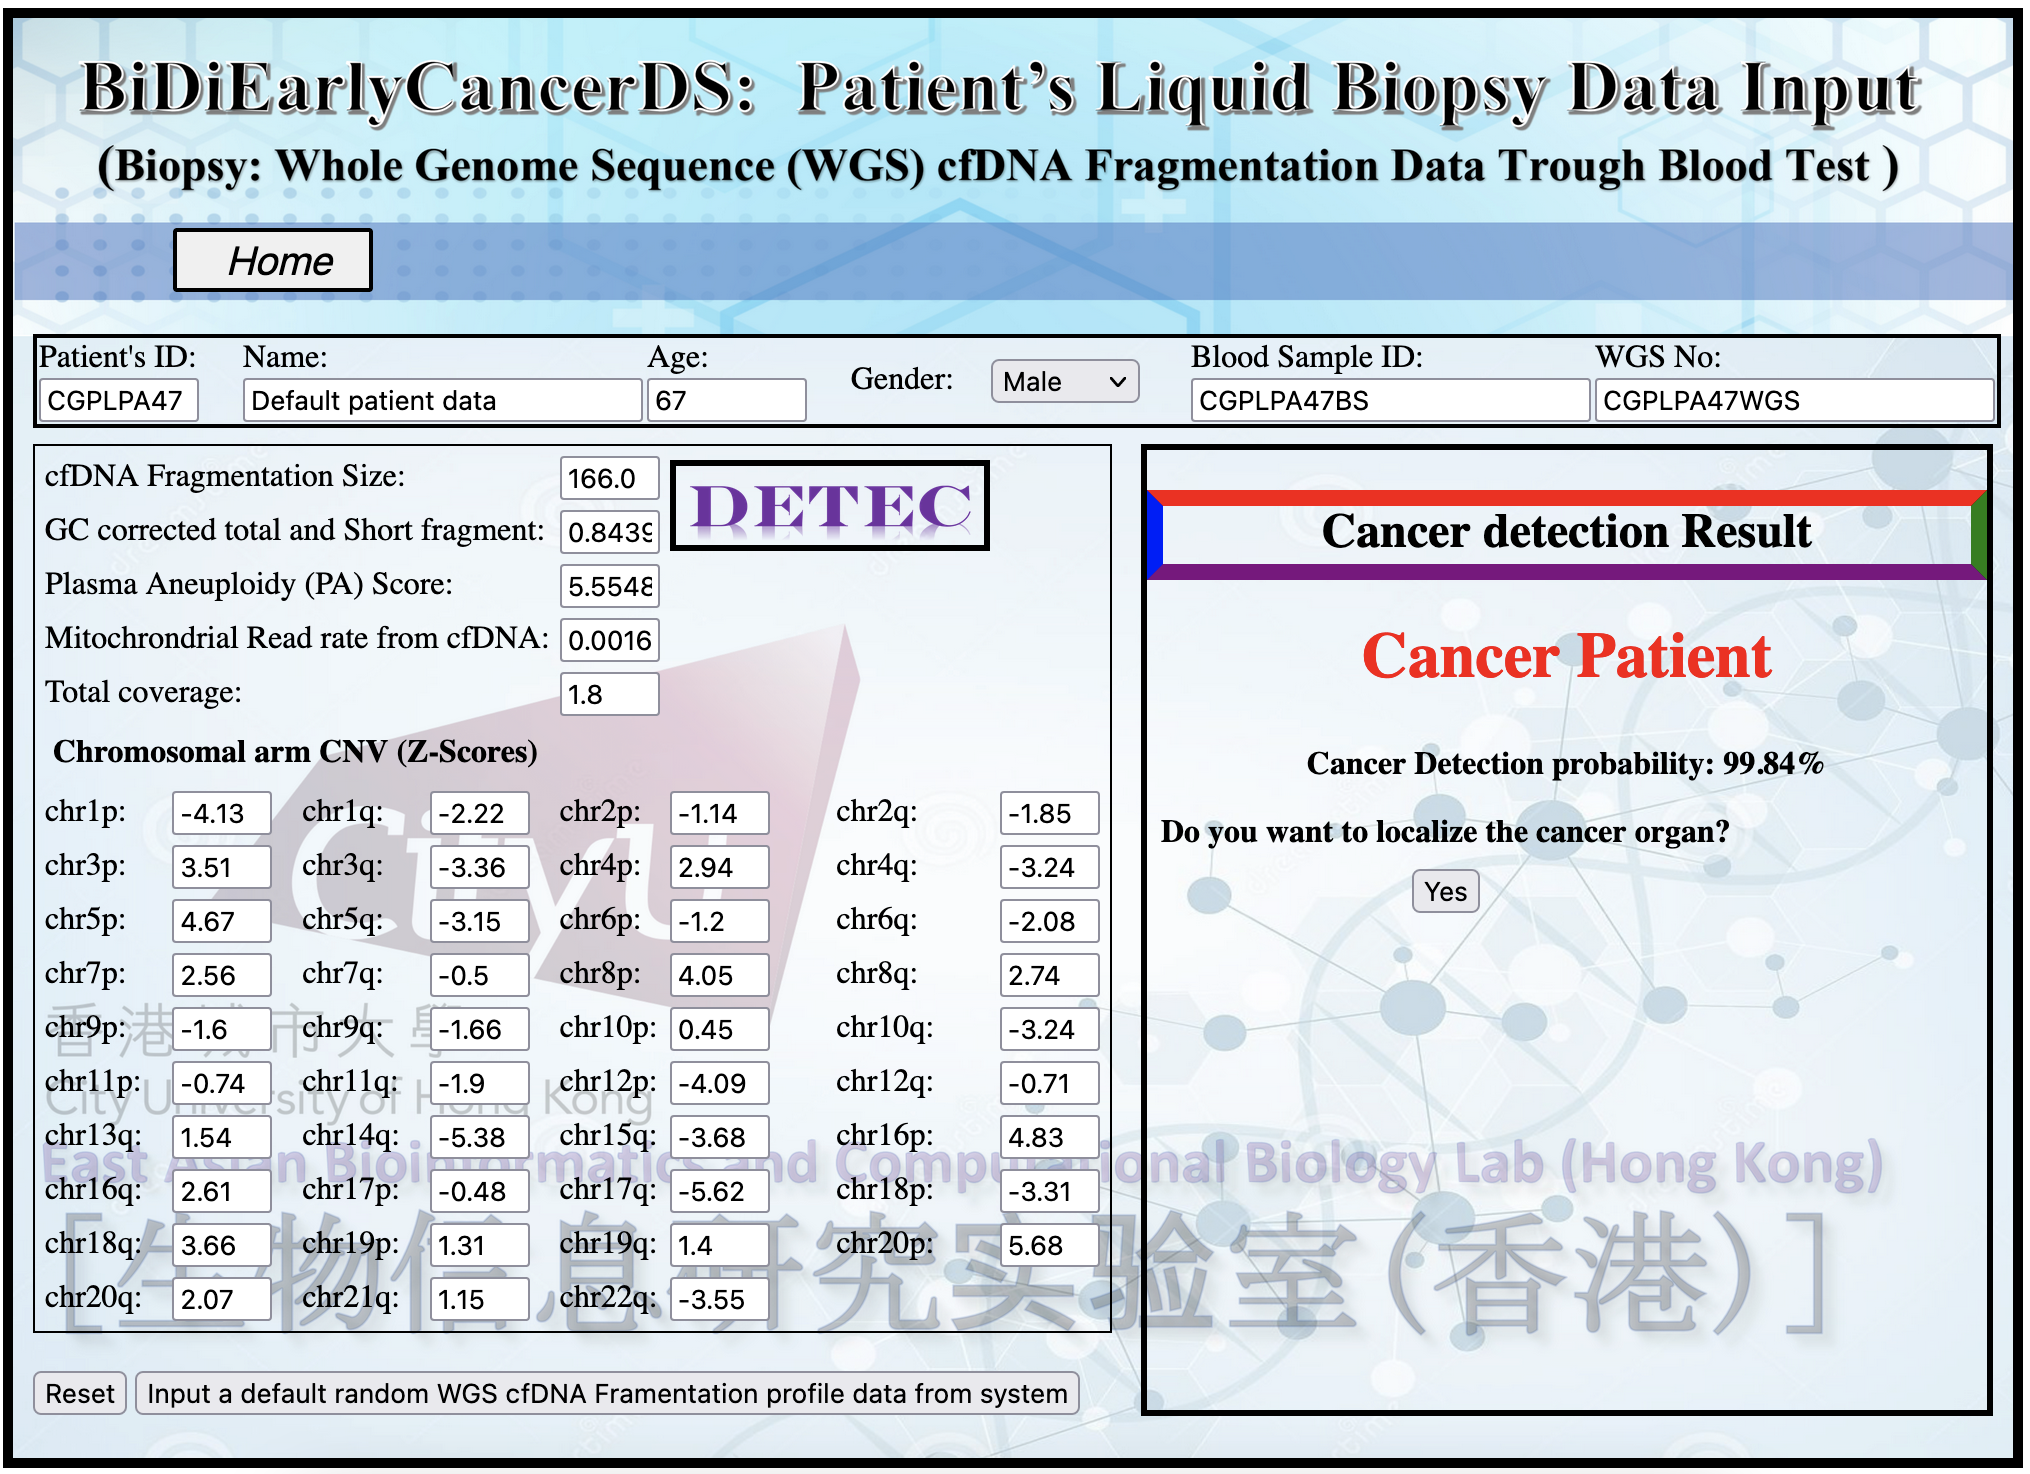 BiDiEarlyCancerDS: Patient’s Liquid Biopsy Data Input
(Biopsy: Whole Genome Sequence (WGS) cfDNA Fragmentation Data Trough Blood Test )
Home
Patient's ID: Name: Age: Gender: Male Blood Sample ID: WGS No:
CGPLPA47 Default patient data 67 CGPLPA47BS CGPLPA47WGS
cfDNA Fragmentation Size: 166.0 DETEC
GC corrected total and Short fragment: 0.8439
Plasma Aneuploidy (PA) Score: 5.5548
Mitochrondrial Read rate from cfDNA: 0.0016
Total coverage: 1.8
Chromosomal arm CNV (Z-Scores)
chr1p: -4.13 chr1q: -2.22 chr2p: -1.14 chr2q: -1.85
chr3p: 3.51 chr3q: -3.36 chr4p: 2.94 chr4q: -3.24
chr5p: 4.67 chr5q: -3.15 chr6p: -1.2 chr6q: -2.08
chr7p: 2.56 chr7q: -0.5 chr8p: 4.05 chr8q: 2.74
chr9p: -1.6 chr9q: -1.66 chr10p: 0.45 chr10q: -3.24
chr11p: -0.74 chr11q: -1.9 chr12p: -4.09 chr12q: -0.71
chr13q: 1.54 chr14q: -5.38 chr15q: -3.68 chr16p: 4.83
chr16q: 2.61 chr17p: -0.48 chr17q: -5.62 chr18p: -3.31
chr18q: 3.66 chr19p: 1.31 chr19q: 1.4 chr20p: 5.68
chr20q: 2.07 chr21q: 1.15 chr22q: -3.55
Reset Input a default random WGS cfDNA Framentation profile data from system
Cancer detection Result
Cancer Patient
Cancer Detection probability: 99.84%
Do you want to localize the cancer organ?
Yes
CityU
香港城市大學
City University of Hong Kong
East Asian Bioinformatics and Computational Biology Lab (Hong Kong)
[生物信息研究实验室(香港)]